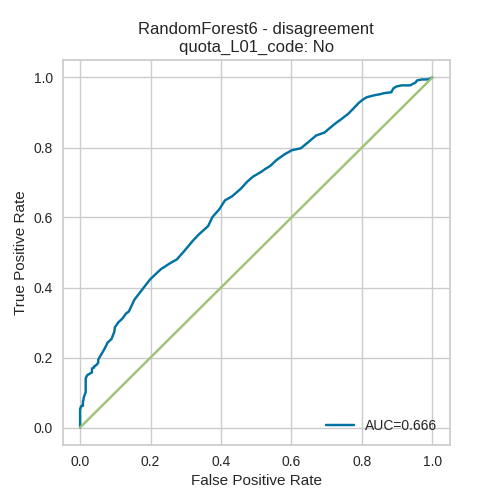 RandomForest6 - disagreement
quota_L01_code: No
True Positive Rate
1.0
0.8
0.6
0.4
0.2
0.0
AUC=0.666
0.0 0.2 0.4 0.6 0.8 1.0
False Positive Rate